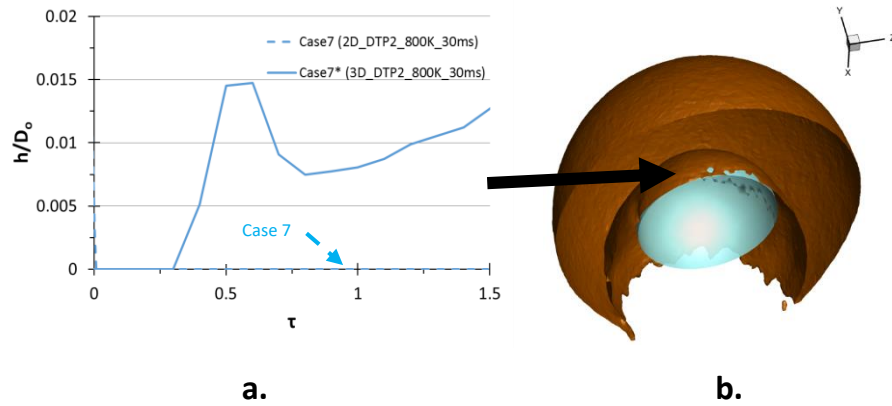 0.02
0.015
0.01
0.005
0
h/Dₒ
Case7 (2D_DTP2_800K_30ms)
Case7* (3D_DTP2_800K_30ms)
Case 7
0 0.5 1 1.5
τ
Y
Z
X
a. b.